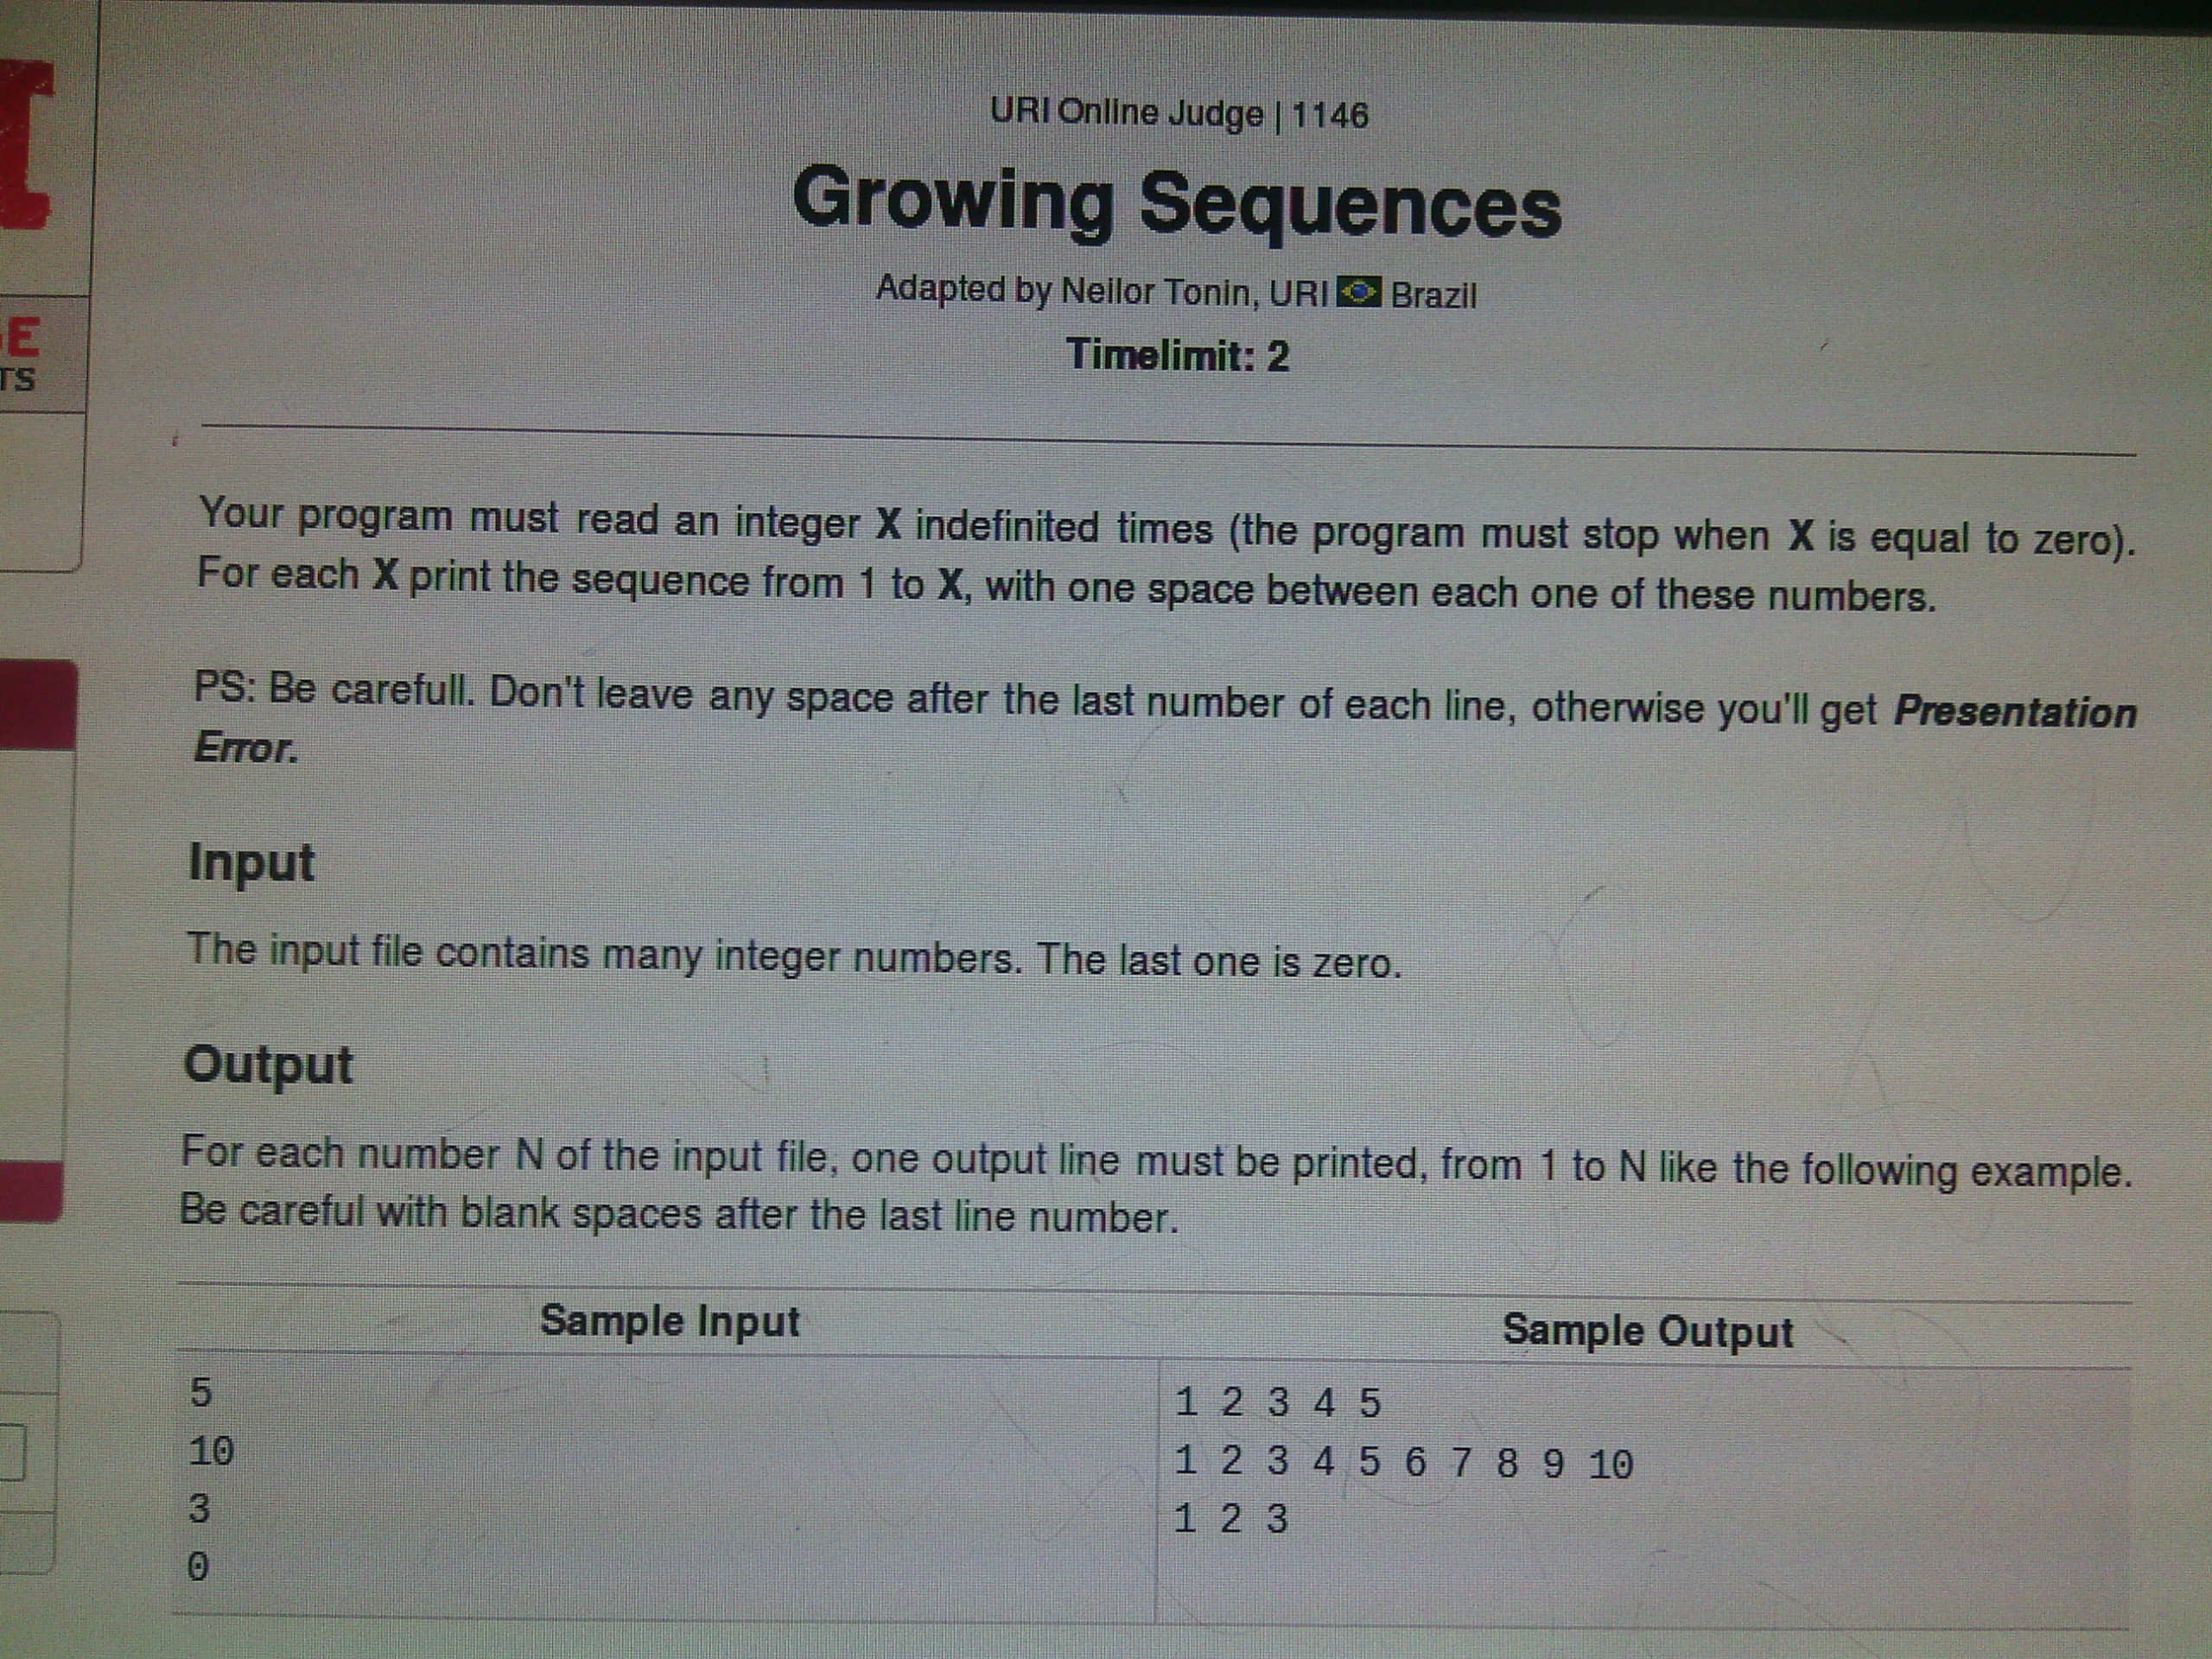 URI Online Judge | 1146
Growing Sequences
Adapted by Neilor Tonin, URI Brazil
Timelimit: 2
E
TS
Your program must read an integer X indefinited times (the program must stop when X is equal to zero).
For each X print the sequence from 1 to X, with one space between each one of these numbers.
PS: Be carefull. Don't leave any space after the last number of each line, otherwise you'll get Presentation
Error.
Input
The input file contains many integer numbers. The last one is zero.
Output
For each number N of the input file, one output line must be printed, from 1 to N like the following example.
Be careful with blank spaces after the last line number.
Sample Input
Sample Output
5
10
3
0
1 2 3 4 5
1 2 3 4 5 6 7 8 9 10
1 2 3